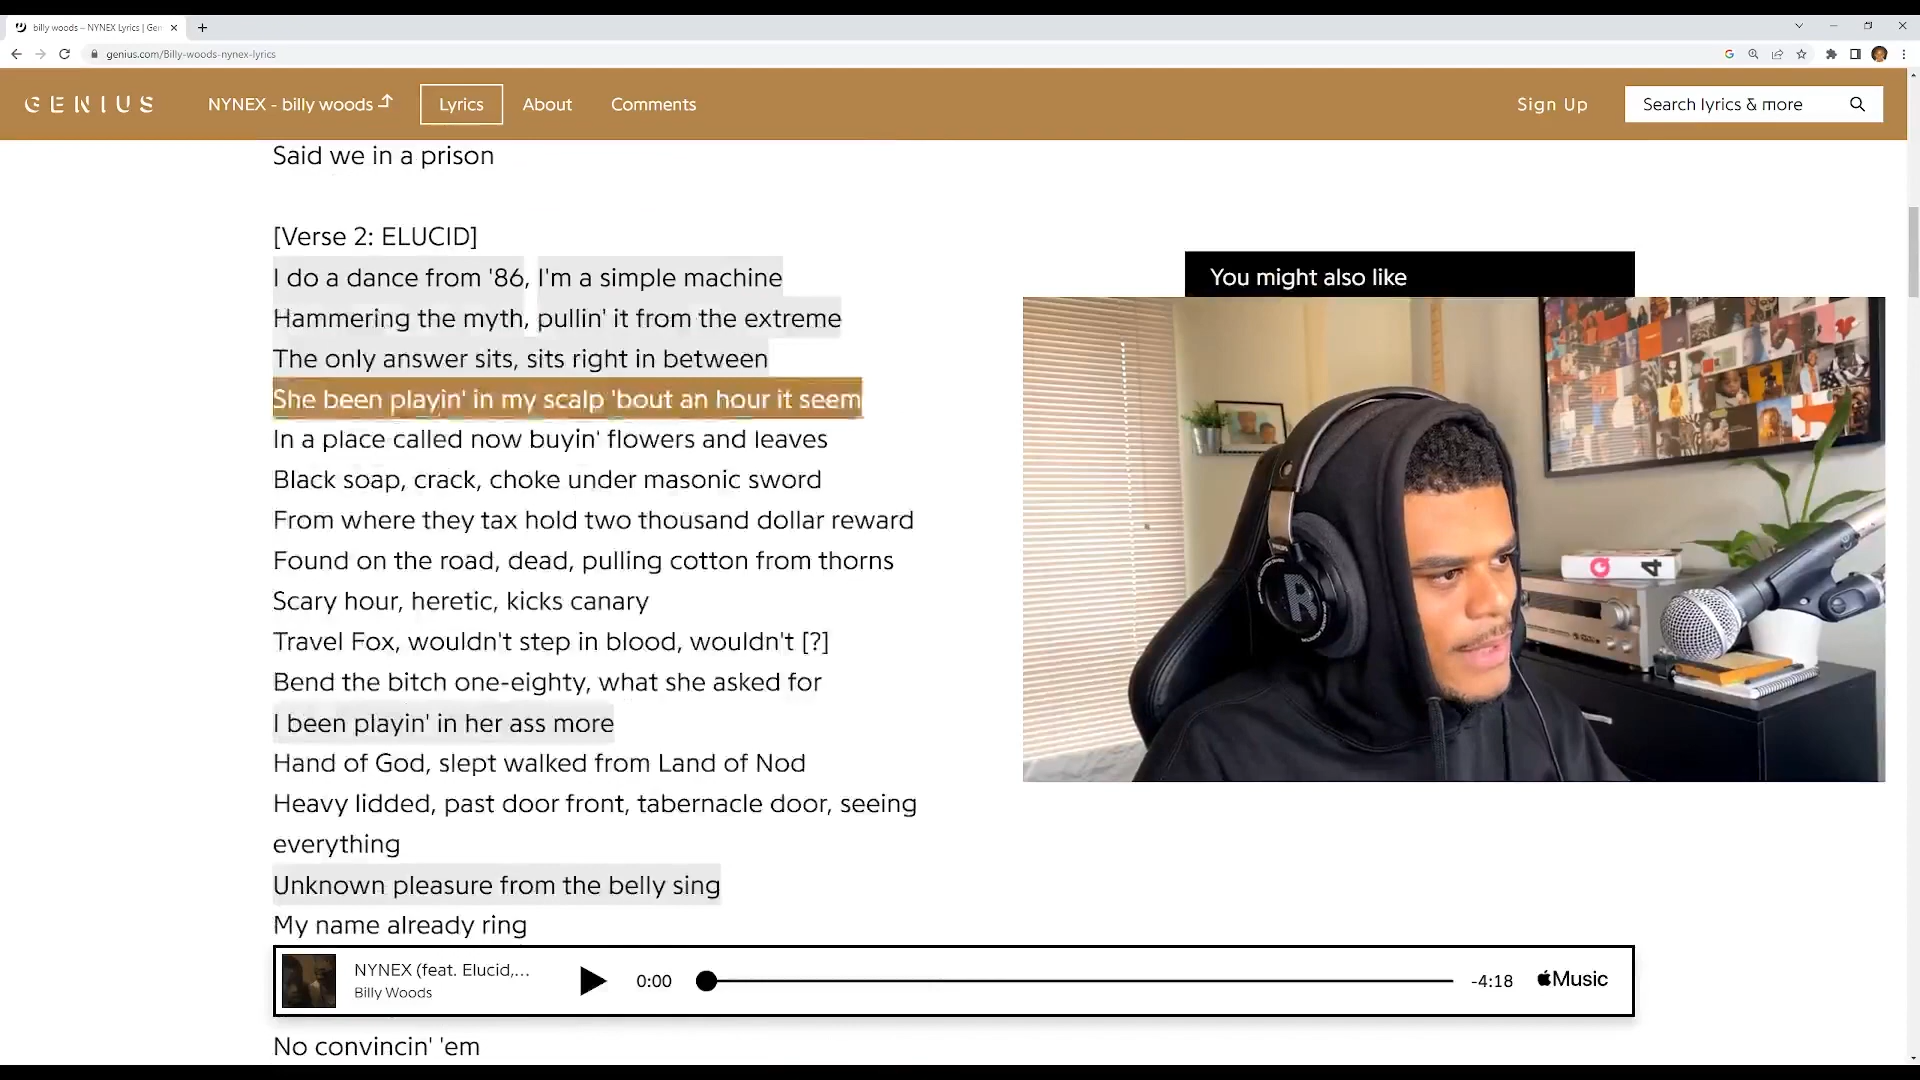 billy woods – NYNEX Lyrics | Gen
genius.com/Billy-woods-nynex-lyrics
GENIUS
NYNEX - billy woods
Lyrics
About
Comments
Sign Up
Search lyrics & more
Said we in a prison
[Verse 2: ELUCID]
I do a dance from '86, I'm a simple machine
Hammering the myth, pullin' it from the extreme
The only answer sits, sits right in between
She been playin' in my scalp 'bout an hour it seem
In a place called now buyin' flowers and leaves
Black soap, crack, choke under masonic sword
From where they tax hold two thousand dollar reward
Found on the road, dead, pulling cotton from thorns
Scary hour, heretic, kicks canary
Travel Fox, wouldn't step in blood, wouldn't [?]
Bend the bitch one-eighty, what she asked for
I been playin' in her ass more
Hand of God, slept walked from Land of Nod
Heavy lidded, past door front, tabernacle door, seeing
everything
Unknown pleasure from the belly sing
My name already ring
You might also like
R
4
NYNEX (feat. Elucid,...
Billy Woods
0:00
-4:18
Music
No convincin' 'em